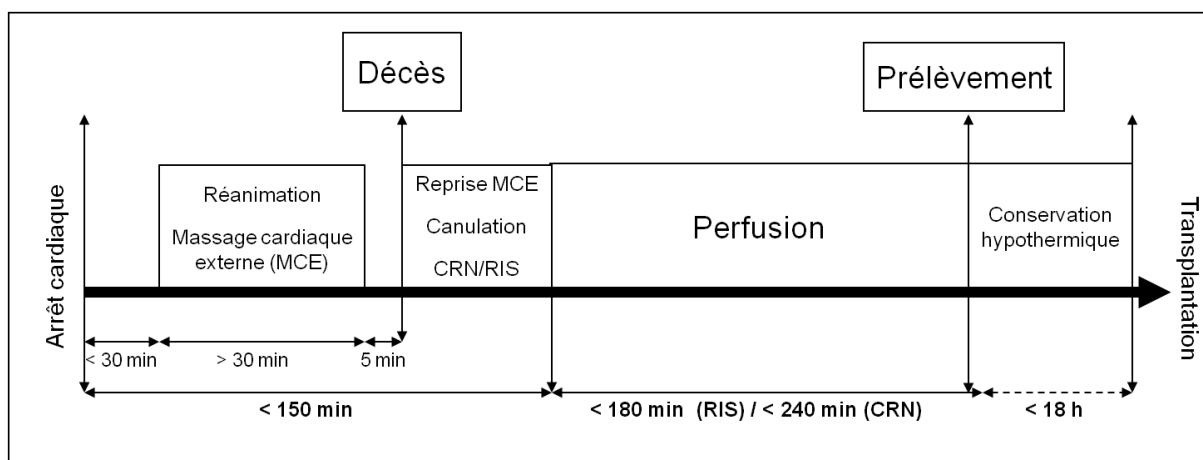 Décès
Prélèvement
Arrêt cardiaque
Réanimation
Massage cardiaque
externe (MCE)
Reprise MCE
Canulation
CRN/RIS
Perfusion
Conservation
hypothermique
Transplantation
< 30 min
> 30 min
5 min
< 150 min
< 180 min (RIS) / < 240 min (CRN)
< 18 h